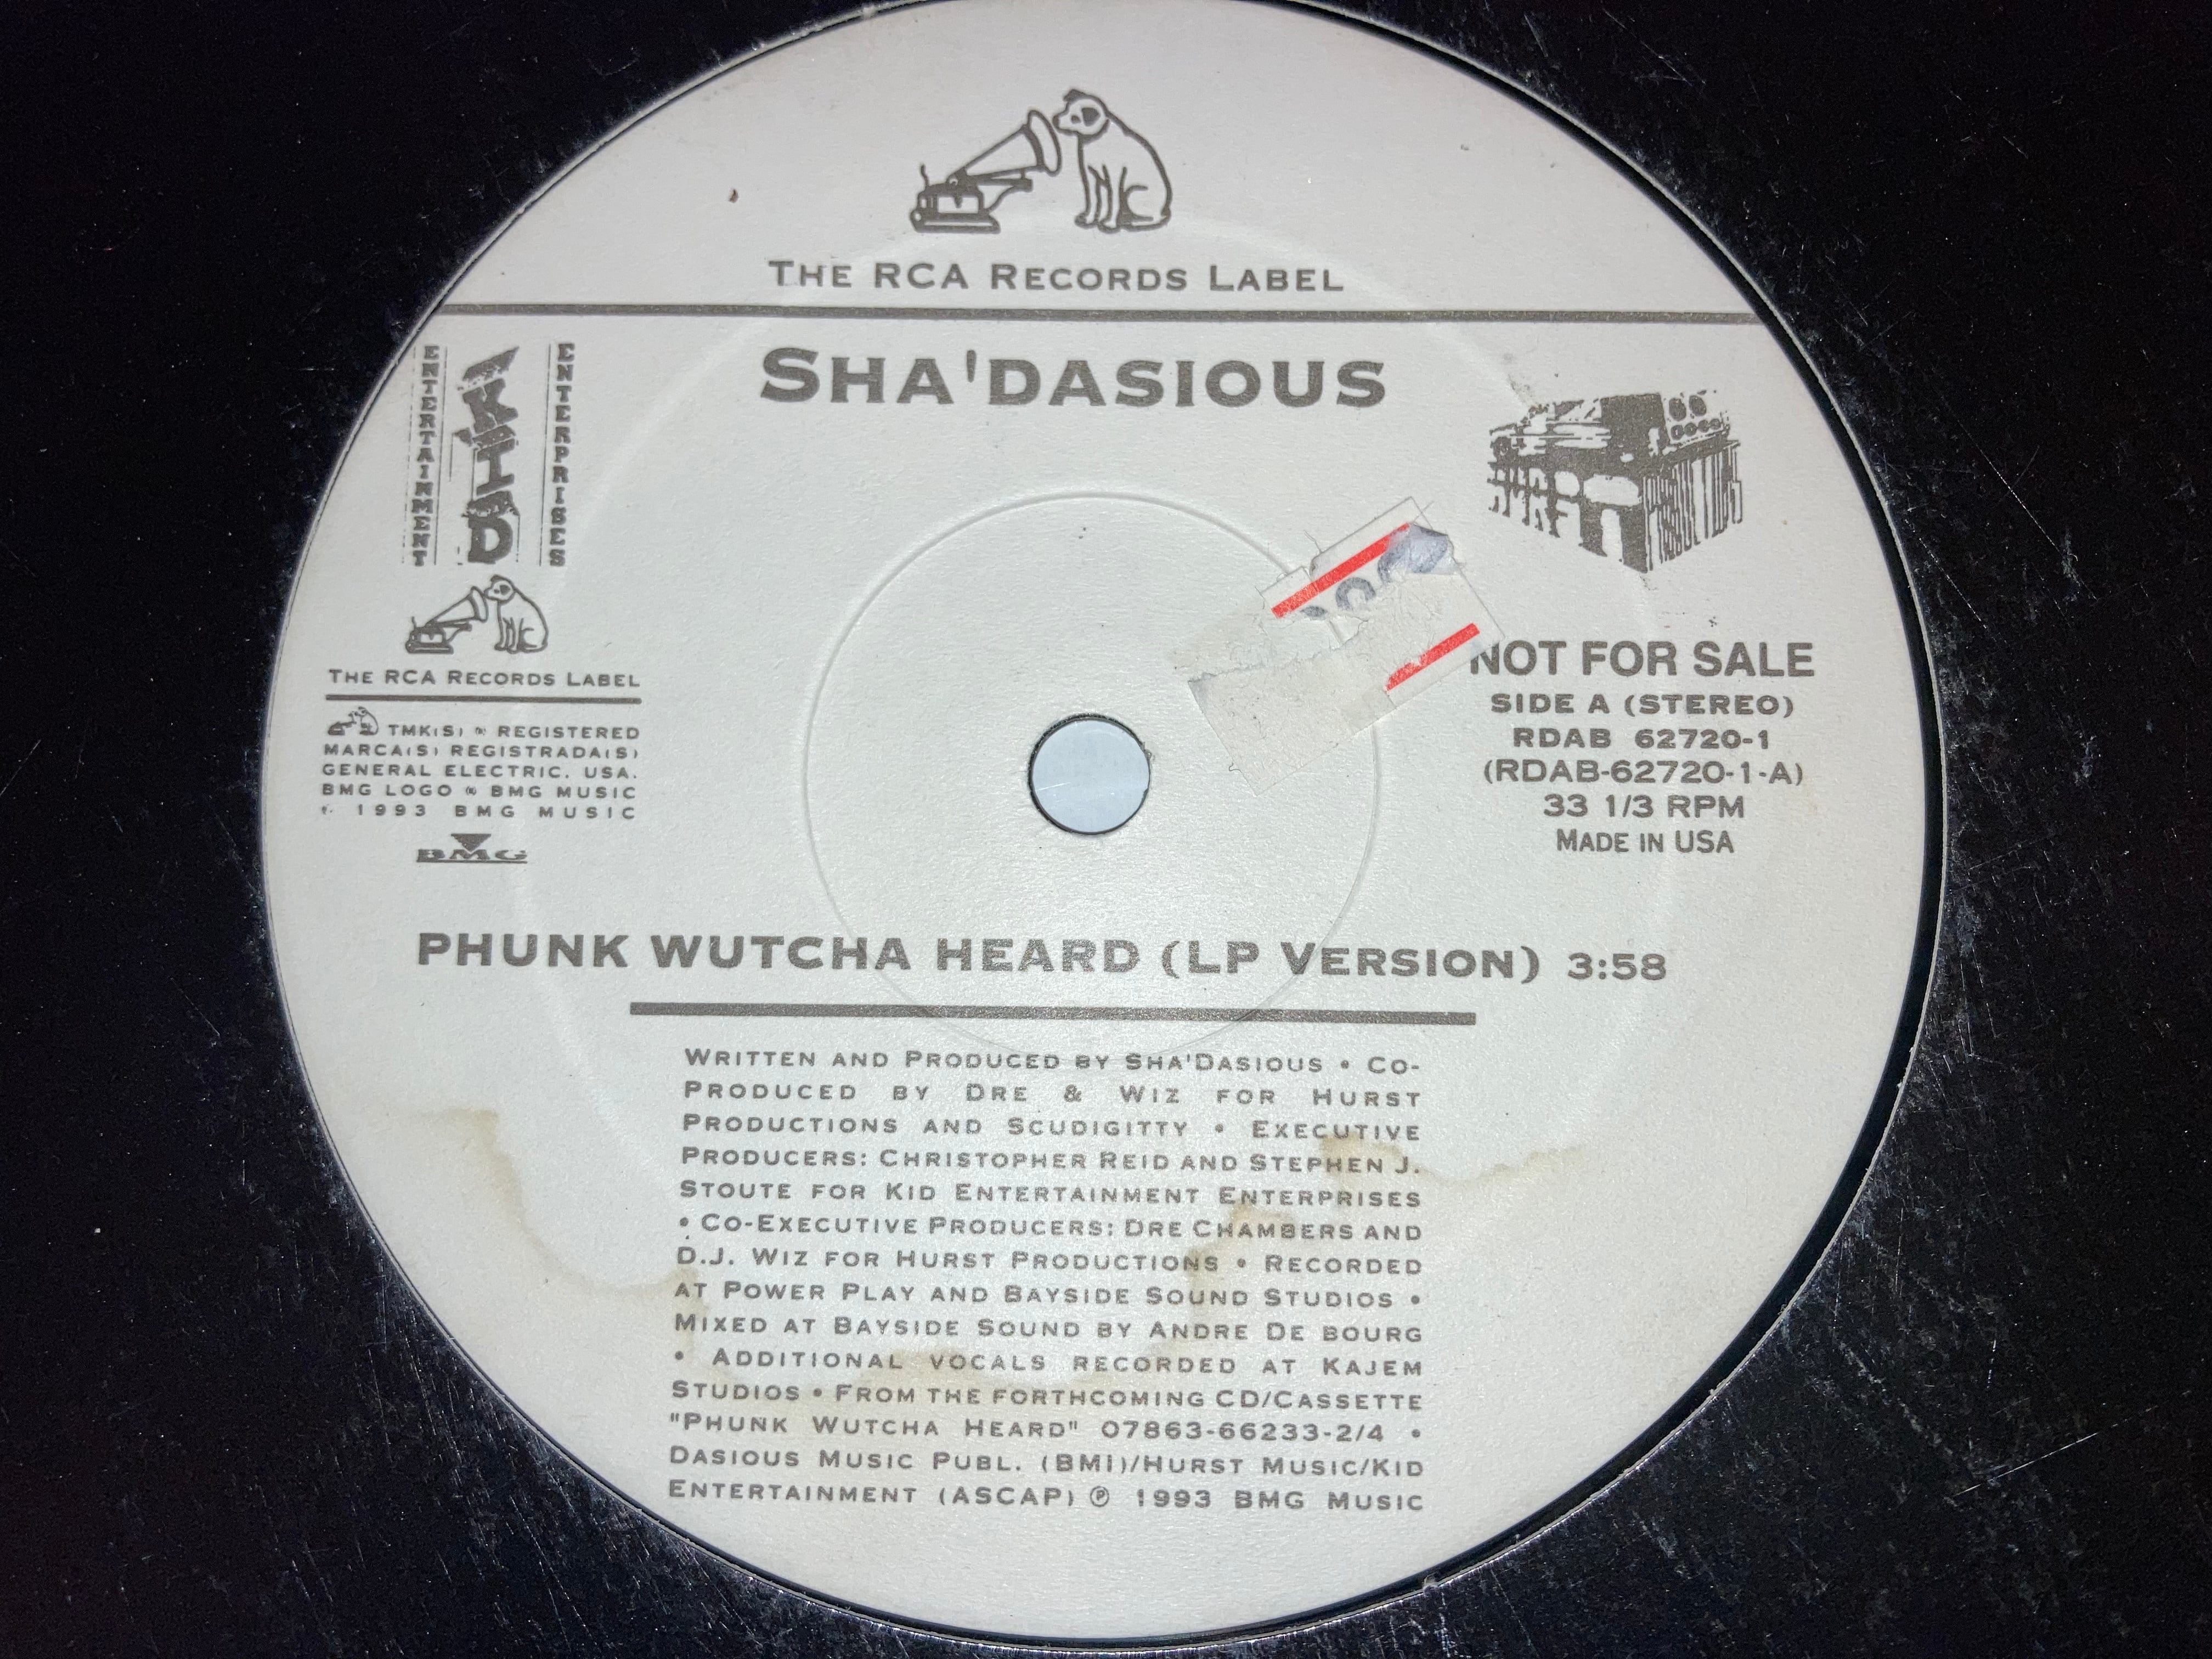 THE RCA RECORDS LABEL
SHA'DASIOUS
ENTERTAINMENT
KID
ENTERPRISES
THE RCA RECORDS LABEL
TMK(S) ® REGISTERED
MARCA(S) REGISTRADA(S)
GENERAL ELECTRIC, USA.
BMG LOGO ® BMG MUSIC
1993 BMG MUSIC
BMG
NOT FOR SALE
SIDE A (STEREO)
RDAB 62720-1
(RDAB-62720-1-A)
33 1/3 RPM
MADE IN USA
PHUNK WUTCHA HEARD (LP VERSION) 3:58
WRITTEN AND PRODUCED BY SHA'DASIOUS • CO-
PRODUCED BY DRE & WIZ FOR HURST
PRODUCTIONS AND SCUDIGITTY • EXECUTIVE
PRODUCERS: CHRISTOPHER REID AND STEPHEN J.
STOUTE FOR KID ENTERTAINMENT ENTERPRISES
• CO-EXECUTIVE PRODUCERS: DRE CHAMBERS AND
D.J. WIZ FOR HURST PRODUCTIONS • RECORDED
AT POWER PLAY AND BAYSIDE SOUND STUDIOS •
MIXED AT BAYSIDE SOUND BY ANDRE DE BOURG
• ADDITIONAL VOCALS RECORDED AT KAJEM
STUDIOS • FROM THE FORTHCOMING CD/CASSETTE
"PHUNK WUTCHA HEARD" 07863-66233-2/4 •
DASIOUS MUSIC PUBL. (BMI)/HURST MUSIC/KID
ENTERTAINMENT (ASCAP) ℗ 1993 BMG MUSIC